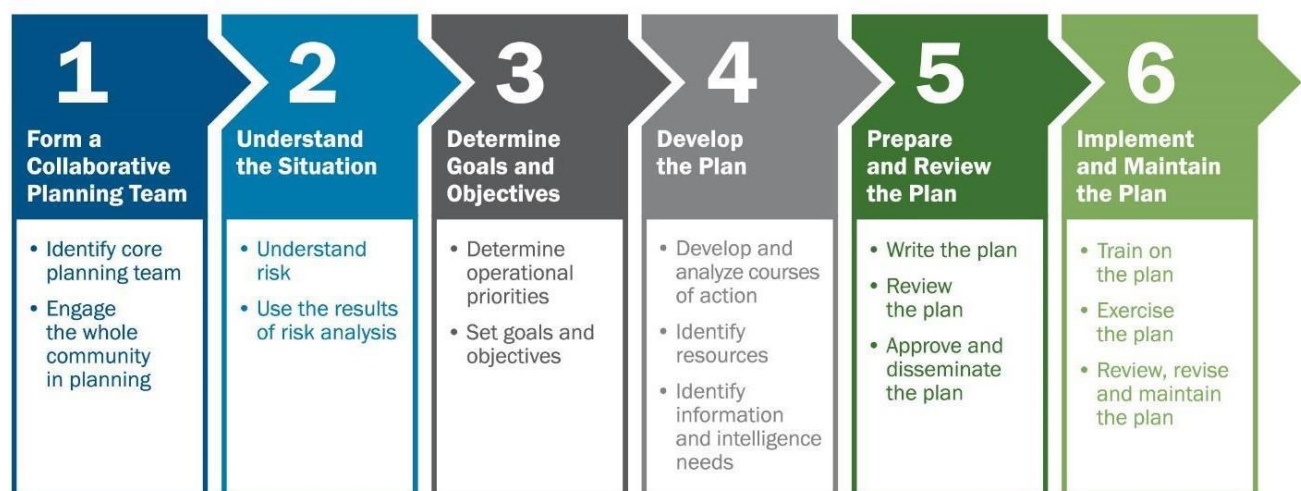 1
Form a
Collaborative
Planning Team
• Identify core
planning team
• Engage
the whole
community
in planning
2
Understand
the Situation
• Understand
risk
• Use the results
of risk analysis
3
Determine
Goals and
Objectives
• Determine
operational
priorities
• Set goals and
objectives
4
Develop
the Plan
• Develop and
analyze courses
of action
• Identify
resources
• Identify
information
and intelligence
needs
5
Prepare
and Review
the Plan
• Write the plan
• Review
the plan
• Approve and
disseminate
the plan
6
Implement
and Maintain
the Plan
• Train on
the plan
• Exercise
the plan
• Review, revise
and maintain
the plan